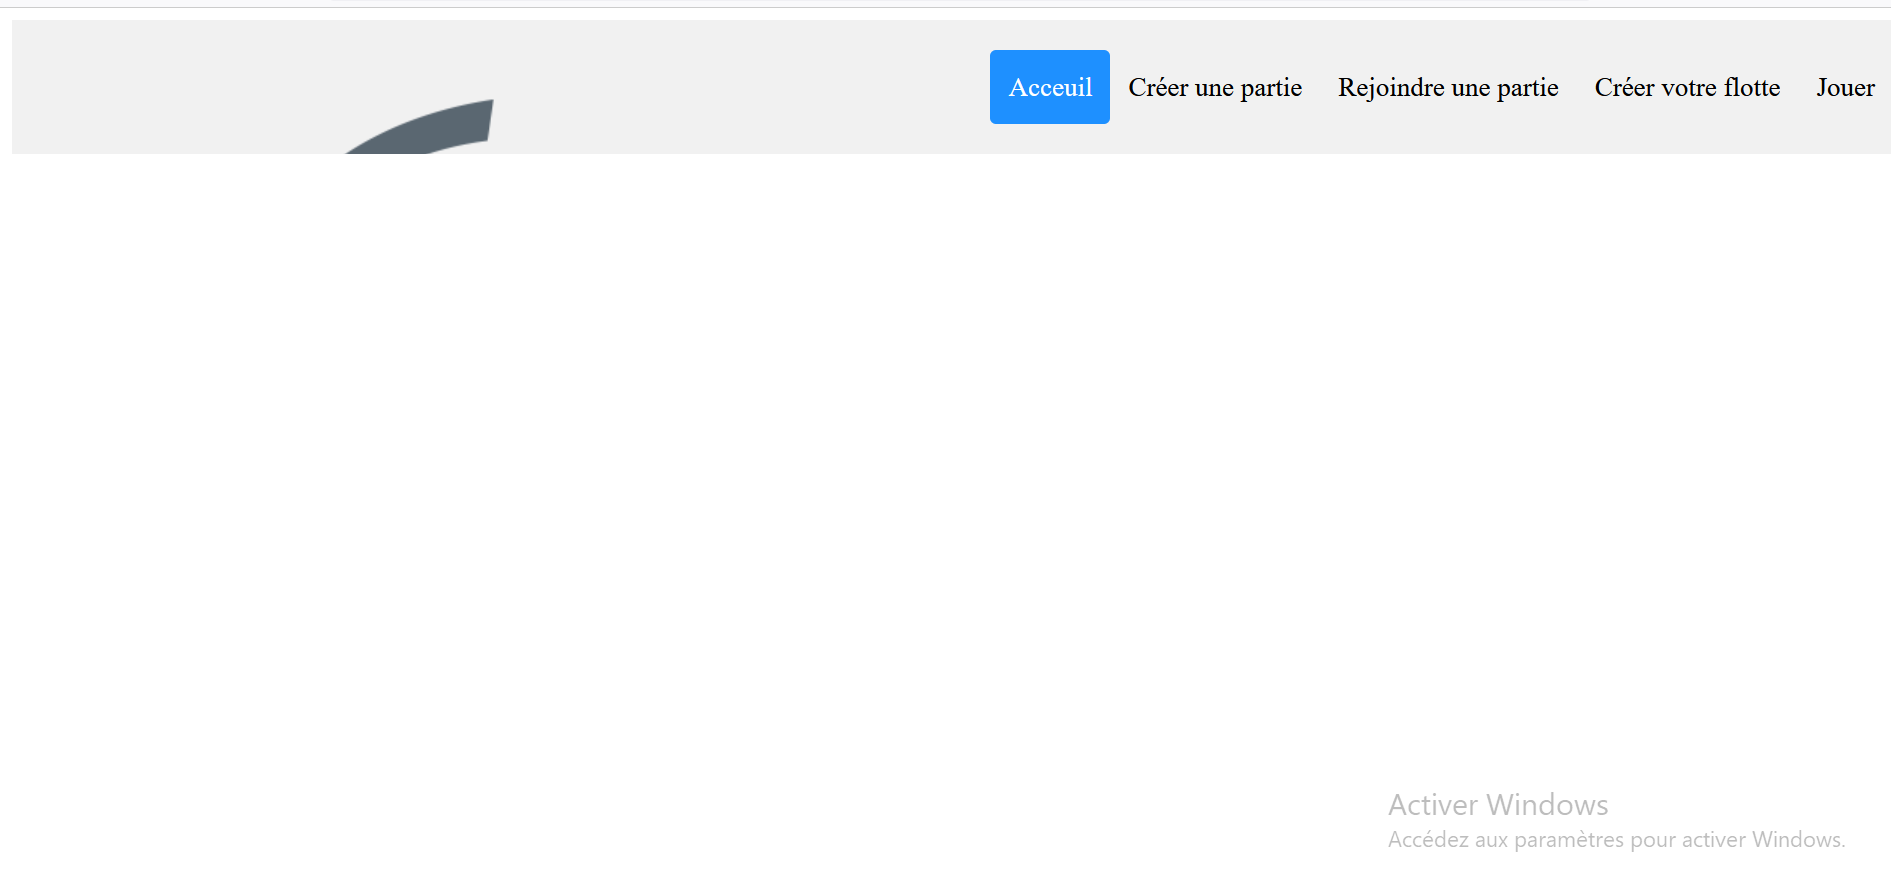 Acceuil Créer une partie Rejoindre une partie Créer votre flotte Jouer
Activer Windows
Accédez aux paramètres pour activer Windows.